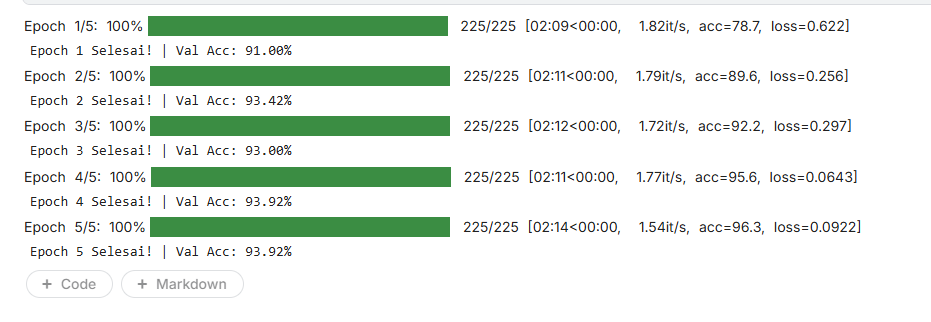 Epoch 1/5: 100% 225/225 [02:09<00:00, 1.82it/s, acc=78.7, loss=0.622]
Epoch 1 Selesai! | Val Acc: 91.00%
Epoch 2/5: 100% 225/225 [02:11<00:00, 1.79it/s, acc=89.6, loss=0.256]
Epoch 2 Selesai! | Val Acc: 93.42%
Epoch 3/5: 100% 225/225 [02:12<00:00, 1.72it/s, acc=92.2, loss=0.297]
Epoch 3 Selesai! | Val Acc: 93.00%
Epoch 4/5: 100% 225/225 [02:11<00:00, 1.77it/s, acc=95.6, loss=0.0643]
Epoch 4 Selesai! | Val Acc: 93.92%
Epoch 5/5: 100% 225/225 [02:14<00:00, 1.54it/s, acc=96.3, loss=0.0922]
Epoch 5 Selesai! | Val Acc: 93.92%
+ Code + Markdown